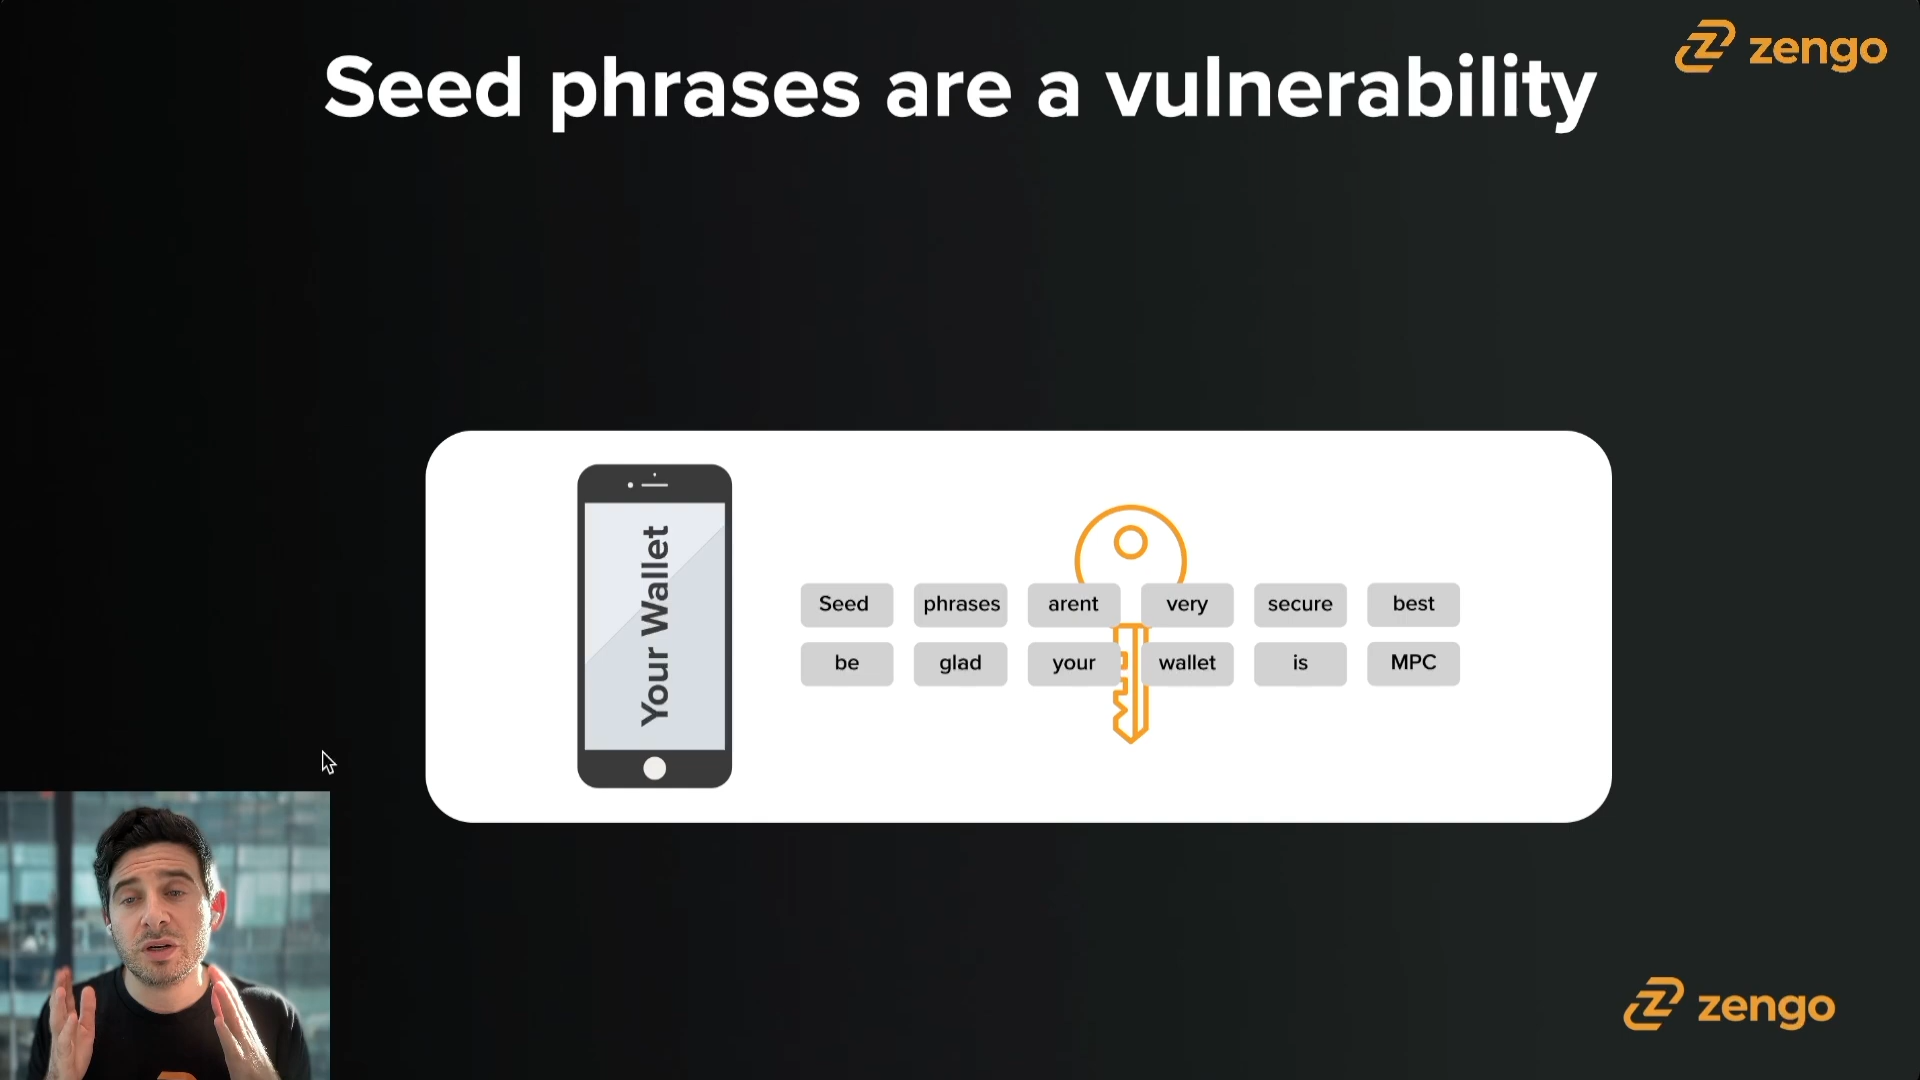 zengo
Seed phrases are a vulnerability
Your Wallet
Seed phrases arent very secure best
be glad your wallet is MPC
zengo